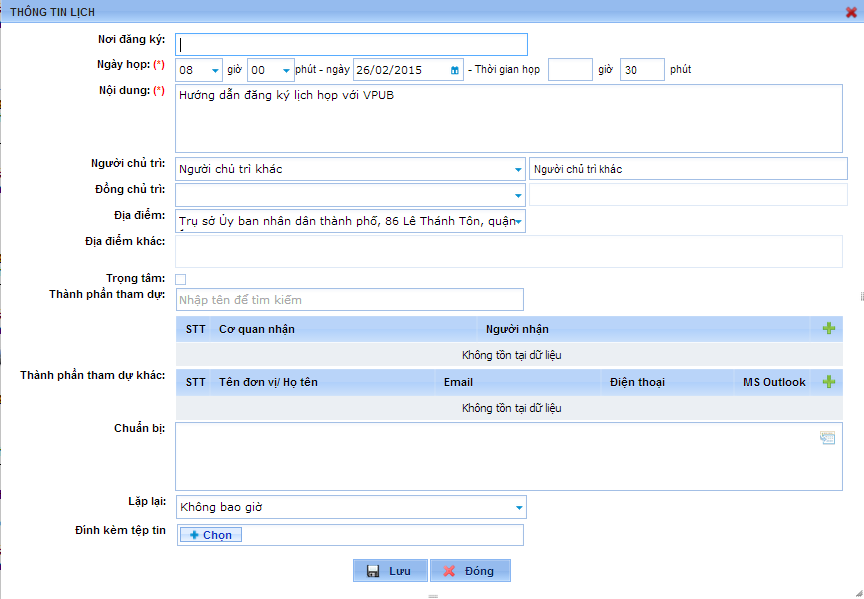 THÔNG TIN LỊCH
Nơi đăng ký:
Ngày họp: (*) 08 giờ 00 phút - ngày 26/02/2015 - Thời gian họp giờ 30 phút
Nội dung: (*) Hướng dẫn đăng ký lịch họp với VPUB
Người chủ trì: Người chủ trì khác Người chủ trì khác
Đồng chủ trì:
Địa điểm: Trụ sở Ủy ban nhân dân thành phố, 86 Lê Thánh Tôn, quận
Địa điểm khác:
Trọng tâm:
Thành phần tham dự: Nhập tên để tìm kiếm
STT Cơ quan nhận Người nhận
Không tồn tại dữ liệu
Thành phần tham dự khác: STT Tên đơn vị/ Họ tên Email Điện thoại MS Outlook
Không tồn tại dữ liệu
Chuẩn bị:
Lặp lại: Không bao giờ
Đính kèm tệp tin Chọn
Lưu Đóng